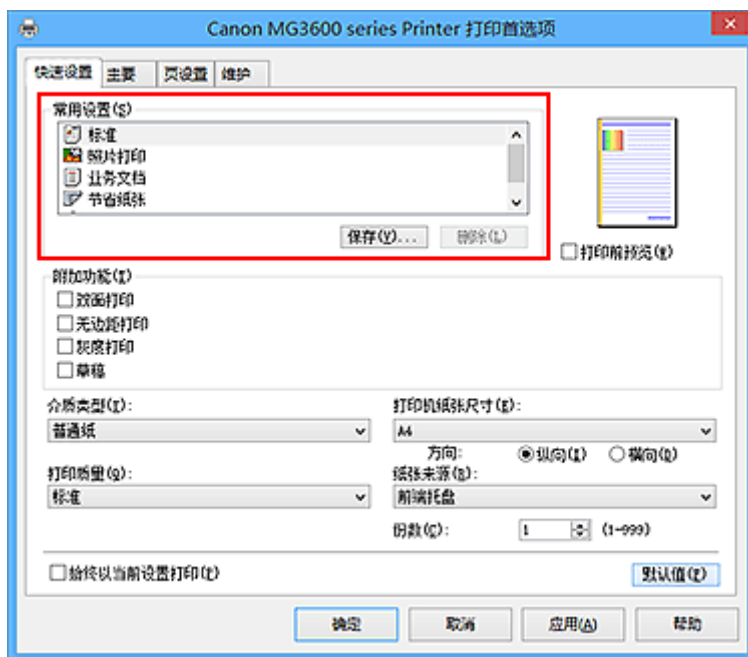 Canon MG3600 series Printer 打印首选项
快速设置 主要 页设置 维护
常用设置(S)
标准
照片打印
业务文档
节省纸张
保存(V)... 删除(L)
打印前预览(W)
附加功能(I)
双面打印
无边距打印
灰度打印
草稿
介质类型(I): 打印机纸张尺寸(E):
普通纸 A4
方向: 纵向(I) 横向(Q)
打印质量(Q): 纸张来源(B):
标准 前端托盘
份数(C): 1 (1-999)
始终以当前设置打印(t) 默认值(F)
确定 取消 应用(A) 帮助